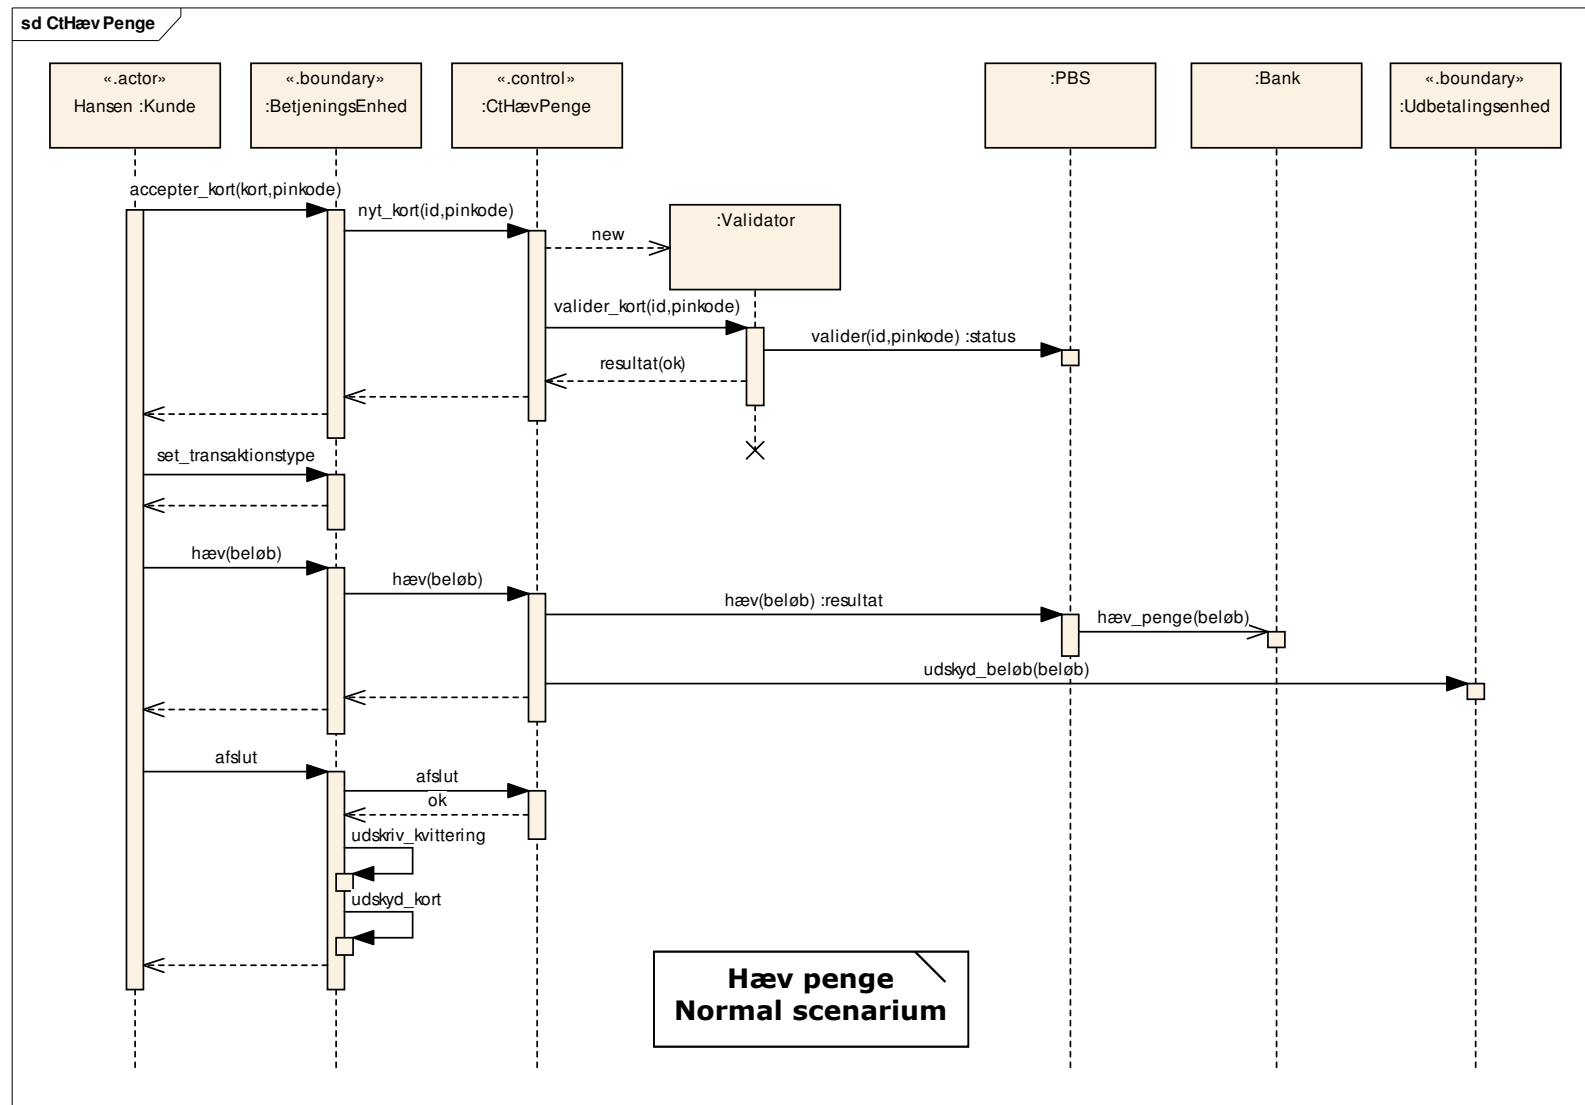 sd CtHæv Penge
«.actor»
Hansen :Kunde
«.boundary»
:BetjeningsEnhed
«.control»
:CtHævPenge
:PBS
:Bank
«.boundary»
:Udbetalingsenhed
accepter_kort(kort,pinkode)
nyt_kort(id,pinkode)
new
:Validator
valider_kort(id,pinkode)
valider(id,pinkode) :status
resultat(ok)
set_transaktionstype
hæv(beløb)
hæv(beløb)
hæv(beløb) :resultat
hæv_penge(beløb)
udskyd_beløb(beløb)
afslut
afslut
ok
udskriv_kvittering
udskyd_kort
Hæv penge
Normal scenarium